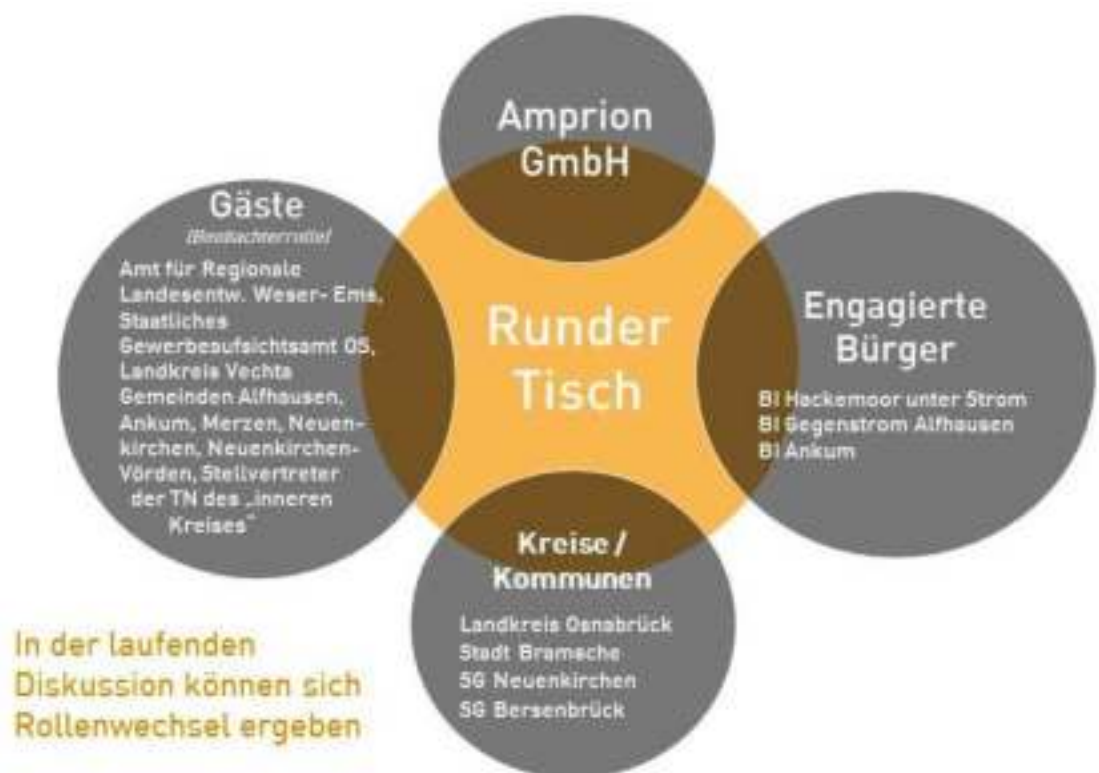 Amprion
GmbH
Gäste
(Beobachterrolle)
Amt für Regionale
Landesentw. Weser- Ems,
Staatliches
Gewerbeaufsichtsamt OS,
Landkreis Vechta
Gemeinden Alfhausen,
Ankum, Merzen, Neuen-
kirchen, Neuenkirchen-
Vörden, Stellvertreter
der TN des „inneren
Kreises“
Runder
Tisch
Engagierte
Bürger
BI Hackemoor unter Strom
BI Gegenstrom Alfhausen
BI Ankum
Kreise /
Kommunen
Landkreis Osnabrück
Stadt Bramsche
SG Neuenkirchen
SG Bersenbrück
In der laufenden
Diskussion können sich
Rollenwechsel ergeben